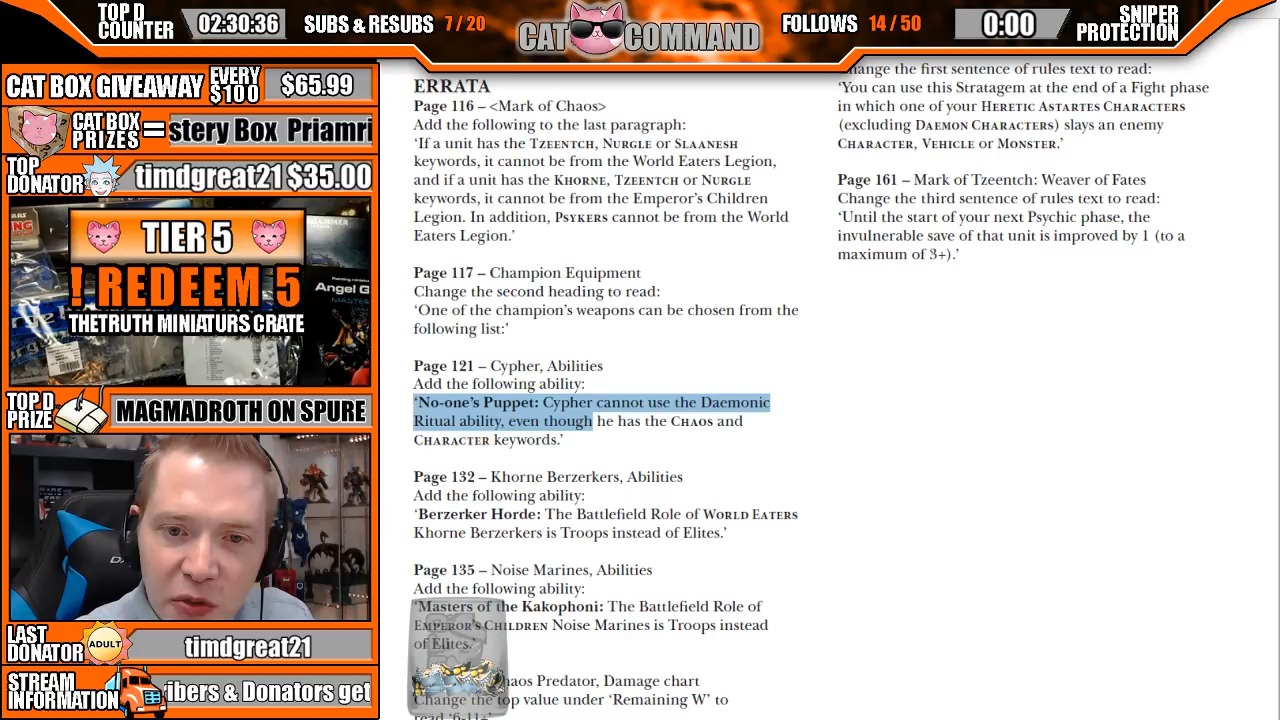 TOP D
COUNTER
02:30:36
SUBS & RESUBS 7 / 20
CAT COMMAND
FOLLOWS 14 / 50
0:00
SNIPER
PROTECTION
CAT BOX GIVEAWAY EVERY $100 $65.99
CAT BOX
PRIZES = stery Box Priamri
TOP
DONATOR timdgreat21 $35.00
TIER 5
! REDEEM 5
THETRUTH MINIATURS CRATE
TOP D
PRIZE MAGMADROTH ON SPURE
LAST
DONATOR ADULT timdgreat21
STREAM
INFORMATION ibers & Donators get
ERRATA
Page 116 – <Mark of Chaos>
Add the following to the last paragraph:
‘If a unit has the TZEENTCH, NURGLE or SLAANESH
keywords, it cannot be from the World Eaters Legion,
and if a unit has the KHORNE, TZEENTCH or NURGLE
keywords, it cannot be from the Emperor’s Children
Legion. In addition, PSYKERS cannot be from the World
Eaters Legion.’
Page 117 – Champion Equipment
Change the second heading to read:
‘One of the champion’s weapons can be chosen from the
following list:’
Page 121 – Cypher, Abilities
Add the following ability:
‘No-one’s Puppet: Cypher cannot use the Daemonic
Ritual ability, even though he has the CHAOS and
CHARACTER keywords.’
Page 132 – Khorne Berzerkers, Abilities
Add the following ability:
‘Berzerker Horde: The Battlefield Role of WORLD EATERS
Khorne Berzerkers is Troops instead of Elites.’
Page 135 – Noise Marines, Abilities
Add the following ability:
‘Masters of the Kakophoni: The Battlefield Role of
EMPEROR’S CHILDREN Noise Marines is Troops instead
of Elites.’
haos Predator, Damage chart
Change the top value under ‘Remaining W’ to
read ‘6-11+’
hange the first sentence of rules text to read:
‘You can use this Stratagem at the end of a Fight phase
in which one of your HERETIC ASTARTES CHARACTERS
(excluding DAEMON CHARACTERS) slays an enemy
CHARACTER, VEHICLE or MONSTER.’
Page 161 – Mark of Tzeentch: Weaver of Fates
Change the third sentence of rules text to read:
‘Until the start of your next Psychic phase, the
invulnerable save of that unit is improved by 1 (to a
maximum of 3+).’